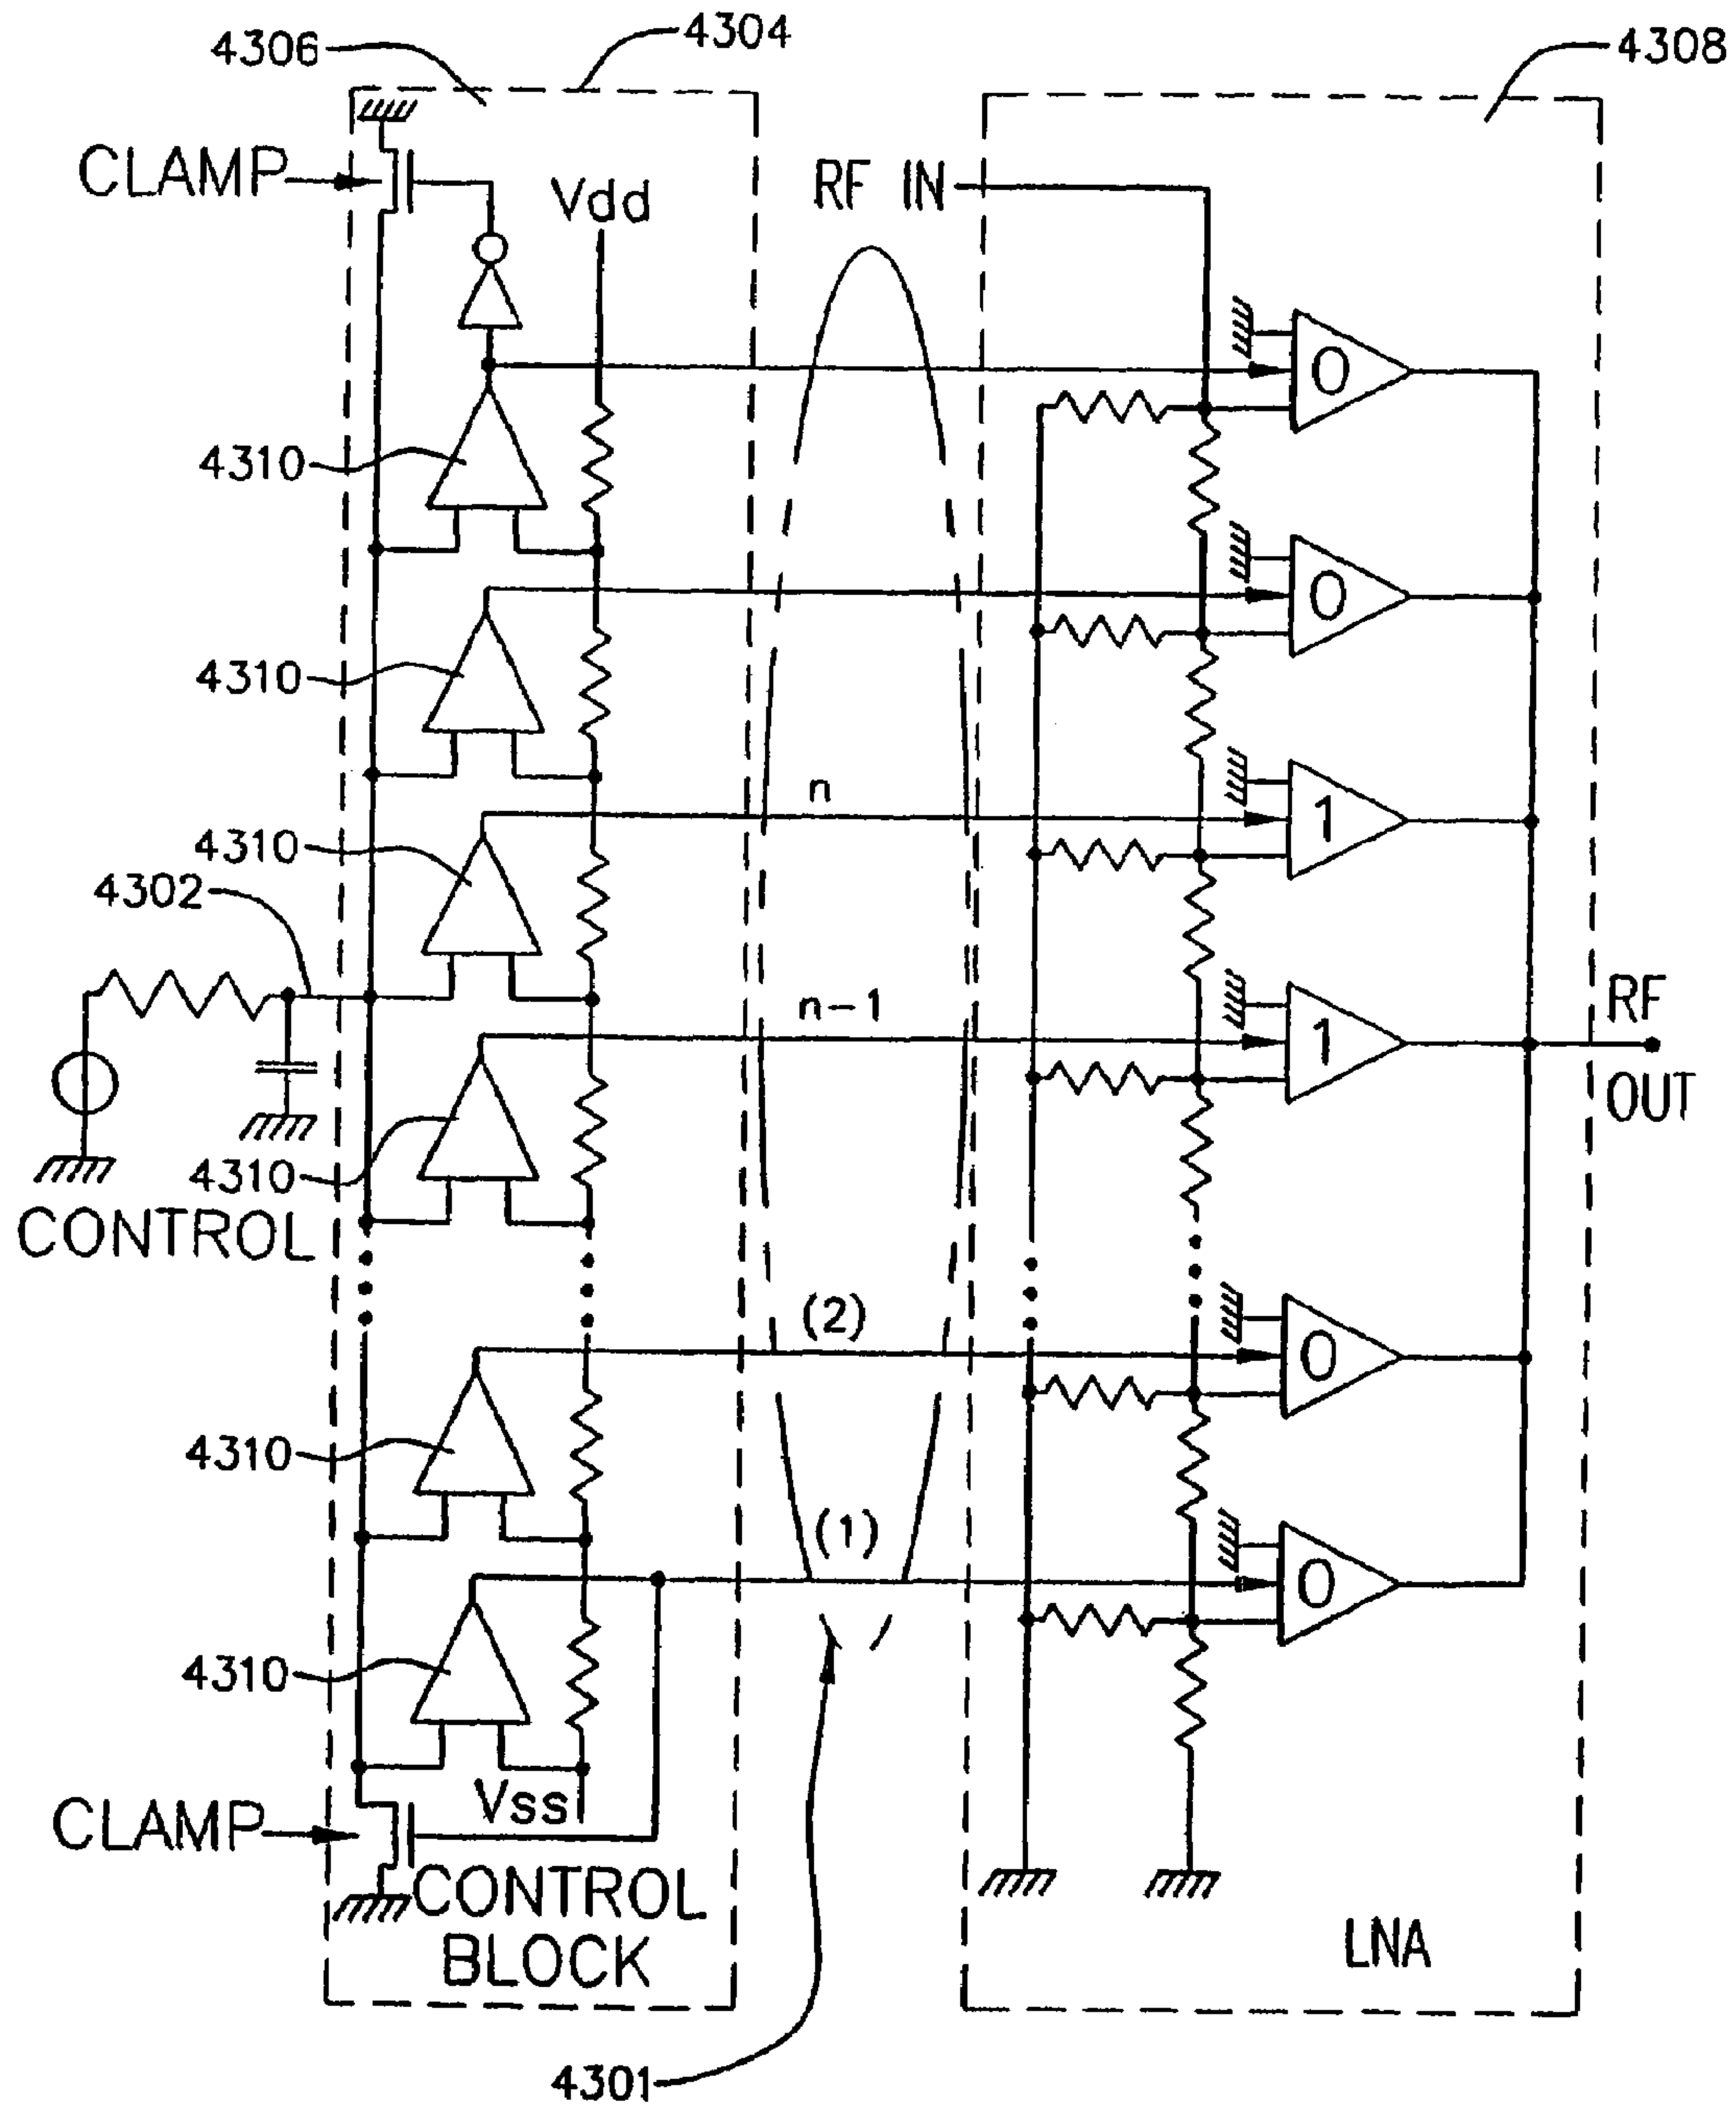 4306
4304
4308
CLAMP
Vdd
RF IN
0
4310
0
4310
n
1
4310
4302
n-1
1
RF
OUT
4310
CONTROL
(2)
0
4310
(1)
0
4310
Vss
CLAMP
CONTROL
BLOCK
LNA
4301